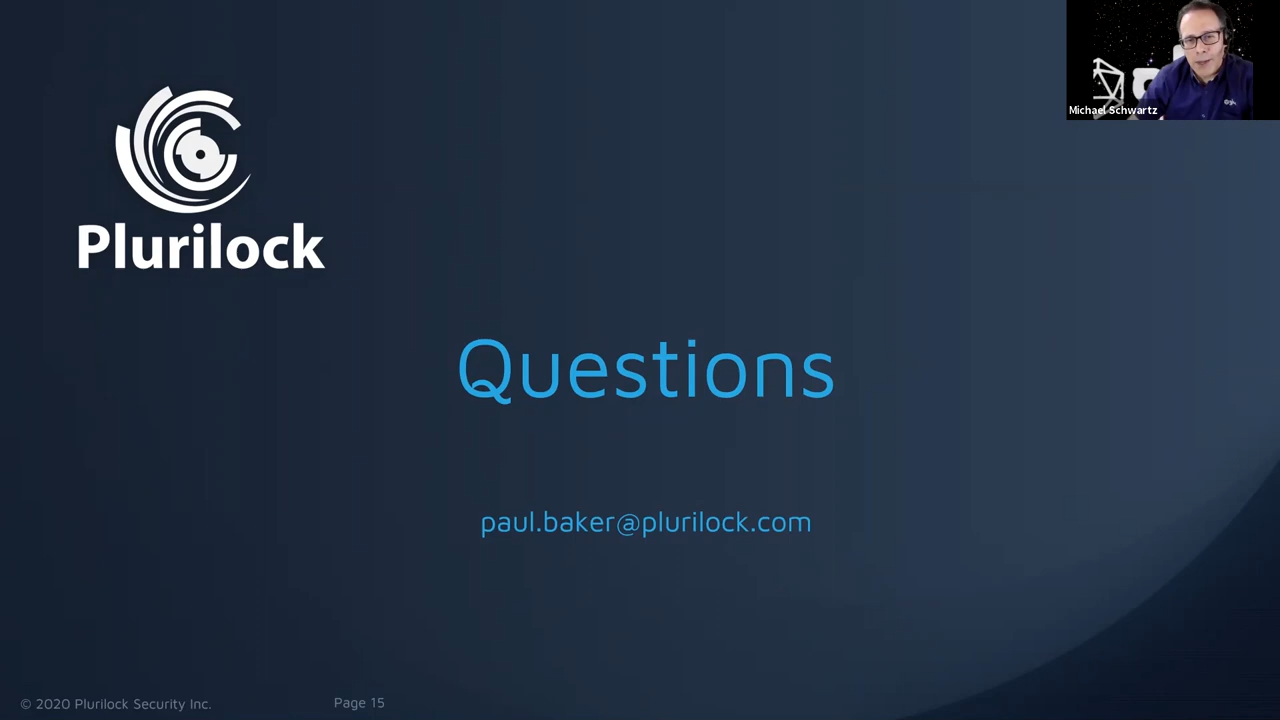 Michael Schwartz
Plurilock
Questions
paul.baker@plurilock.com
© 2020 Plurilock Security Inc.
Page 15